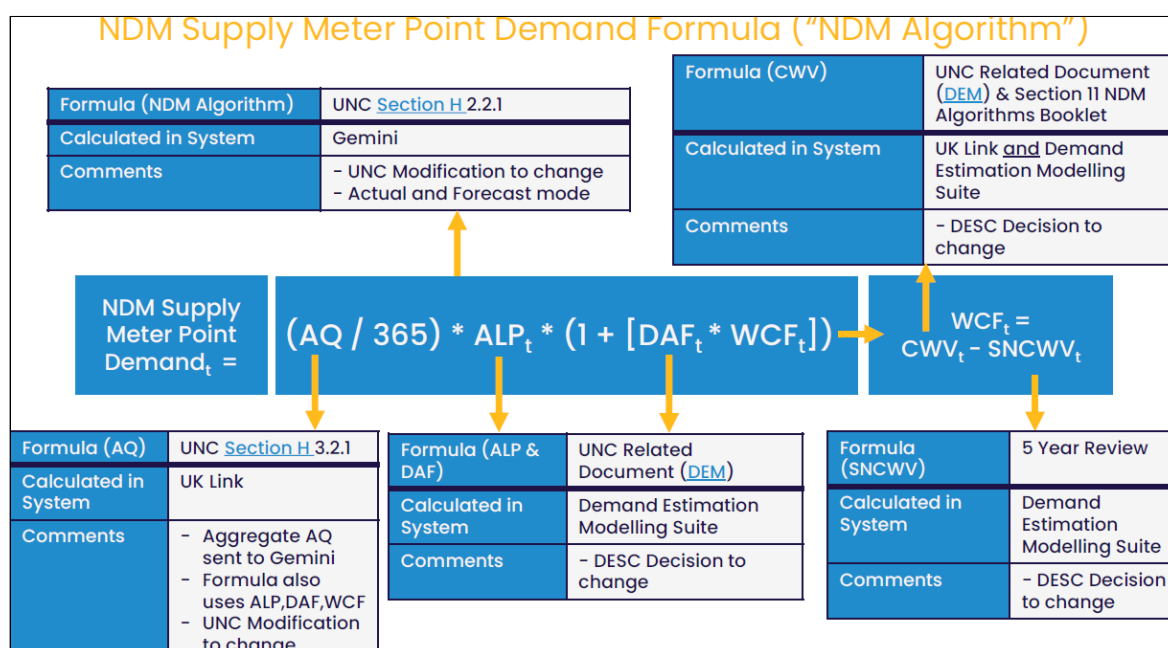 NDM Supply Meter Point Demand Formula (“NDM Algorithm”)
Formula (NDM Algorithm)
UNC Section H 2.2.1
Calculated in System
Gemini
Comments
- UNC Modification to change
- Actual and Forecast mode
Formula (CWV)
UNC Related Document
(DEM) & Section 11 NDM
Algorithms Booklet
Calculated in System
UK Link and Demand
Estimation Modelling
Suite
Comments
- DESC Decision to
change
NDM Supply
Meter Point
Demandt =
(AQ / 365) * ALPt * (1 + [DAFt * WCFt])
WCFt =
CWVt - SNCWVt
Formula (AQ)
UNC Section H 3.2.1
Calculated in
System
UK Link
Comments
- Aggregate AQ
sent to Gemini
- Formula also
uses ALP,DAF,WCF
- UNC Modification
to change
Formula (ALP &
DAF)
UNC Related
Document (DEM)
Calculated in
System
Demand Estimation
Modelling Suite
Comments
- DESC Decision to
change
Formula
(SNCWV)
5 Year Review
Calculated in
System
Demand
Estimation
Modelling Suite
Comments
- DESC Decision
to change